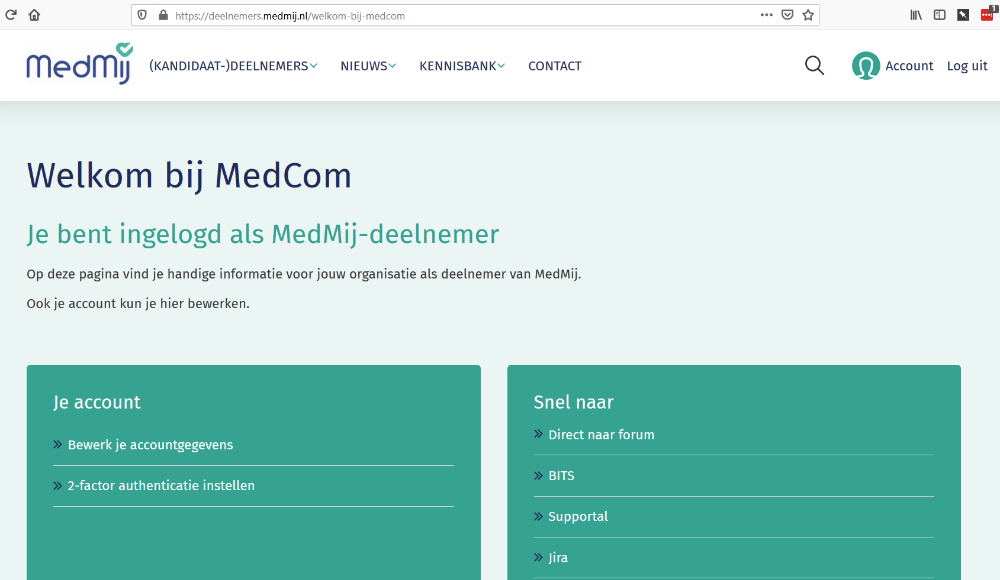 https://deelnemers.medmij.nl/welkom-bij-medcom
1
medmij
(KANDIDAAT-)DEELNEMERS
NIEUWS
KENNISBANK
CONTACT
Account
Log uit
Welkom bij MedCom
Je bent ingelogd als MedMij-deelnemer
Op deze pagina vind je handige informatie voor jouw organisatie als deelnemer van MedMij.
Ook je account kun je hier bewerken.
Je account
Bewerk je accountgegevens
2-factor authenticatie instellen
Snel naar
Direct naar forum
BITS
Supportal
Jira